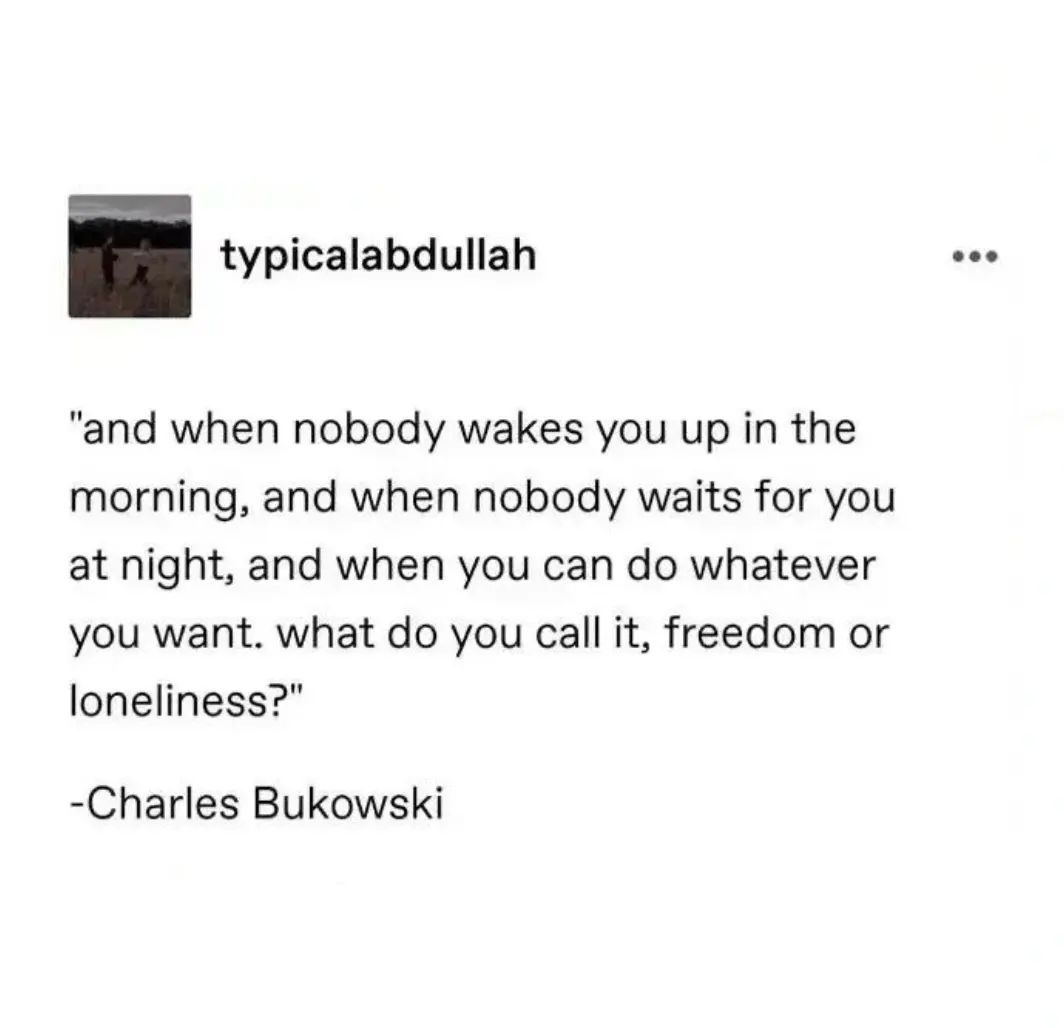 typicalabdullah
"and when nobody wakes you up in the
morning, and when nobody waits for you
at night, and when you can do whatever
you want. what do you call it, freedom or
loneliness?"
-Charles Bukowski